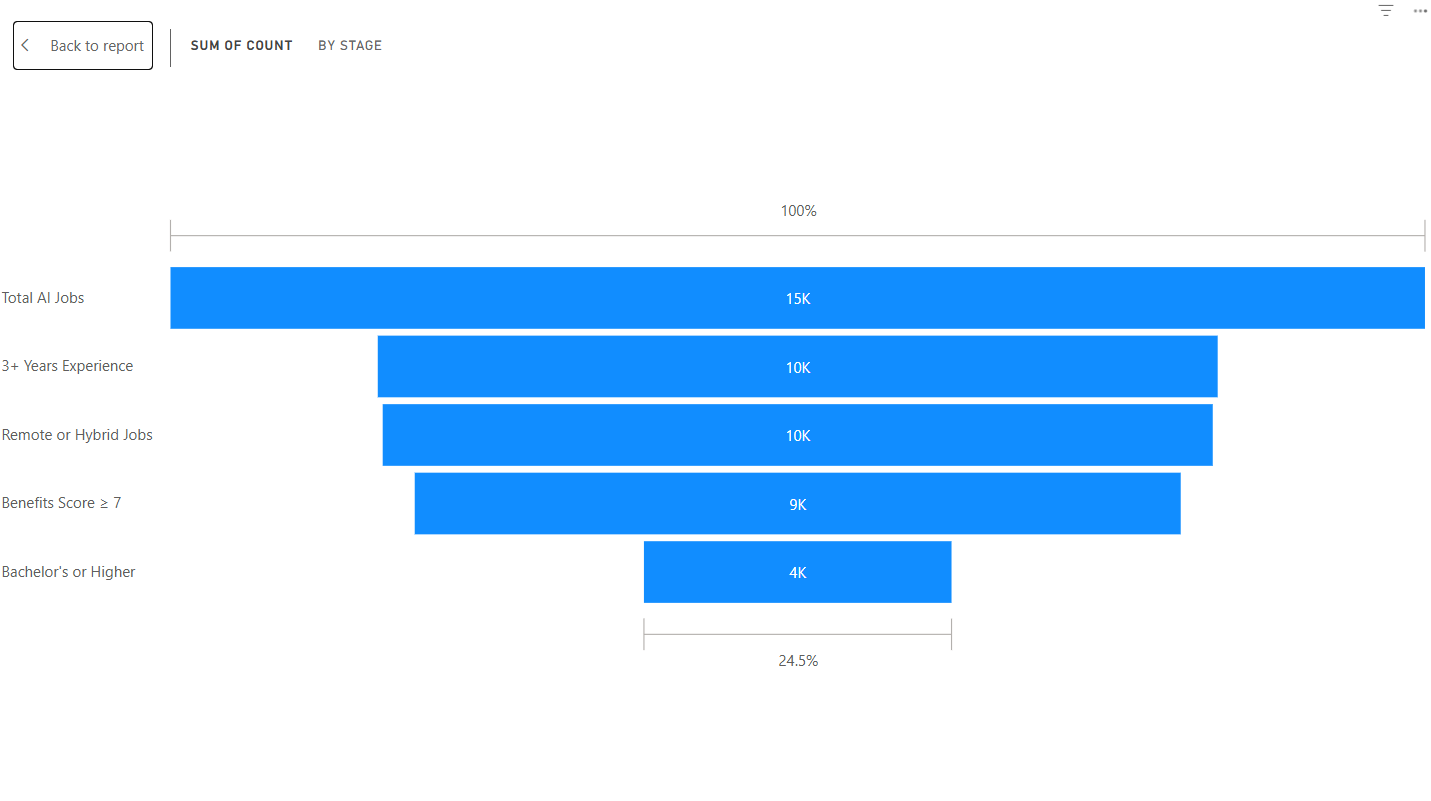 Back to report
SUM OF COUNT
BY STAGE
100%
Total AI Jobs
15K
3+ Years Experience
10K
Remote or Hybrid Jobs
10K
Benefits Score ≥ 7
9K
Bachelor's or Higher
4K
24.5%